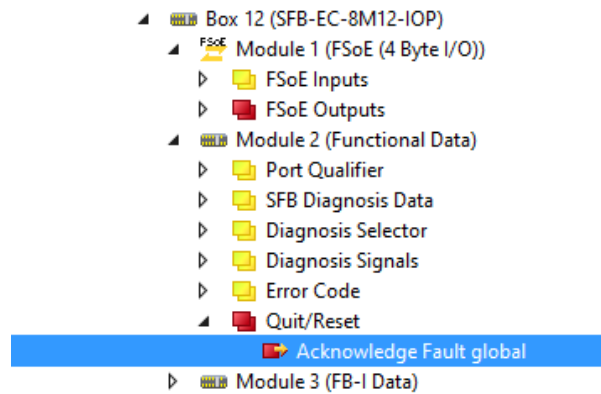 Box 12 (SFB-EC-8M12-IOP)
FSoE Module 1 (FSoE (4 Byte I/O))
FSoE Inputs
FSoE Outputs
Module 2 (Functional Data)
Port Qualifier
SFB Diagnosis Data
Diagnosis Selector
Diagnosis Signals
Error Code
Quit/Reset
Acknowledge Fault global
Module 3 (FB-I Data)